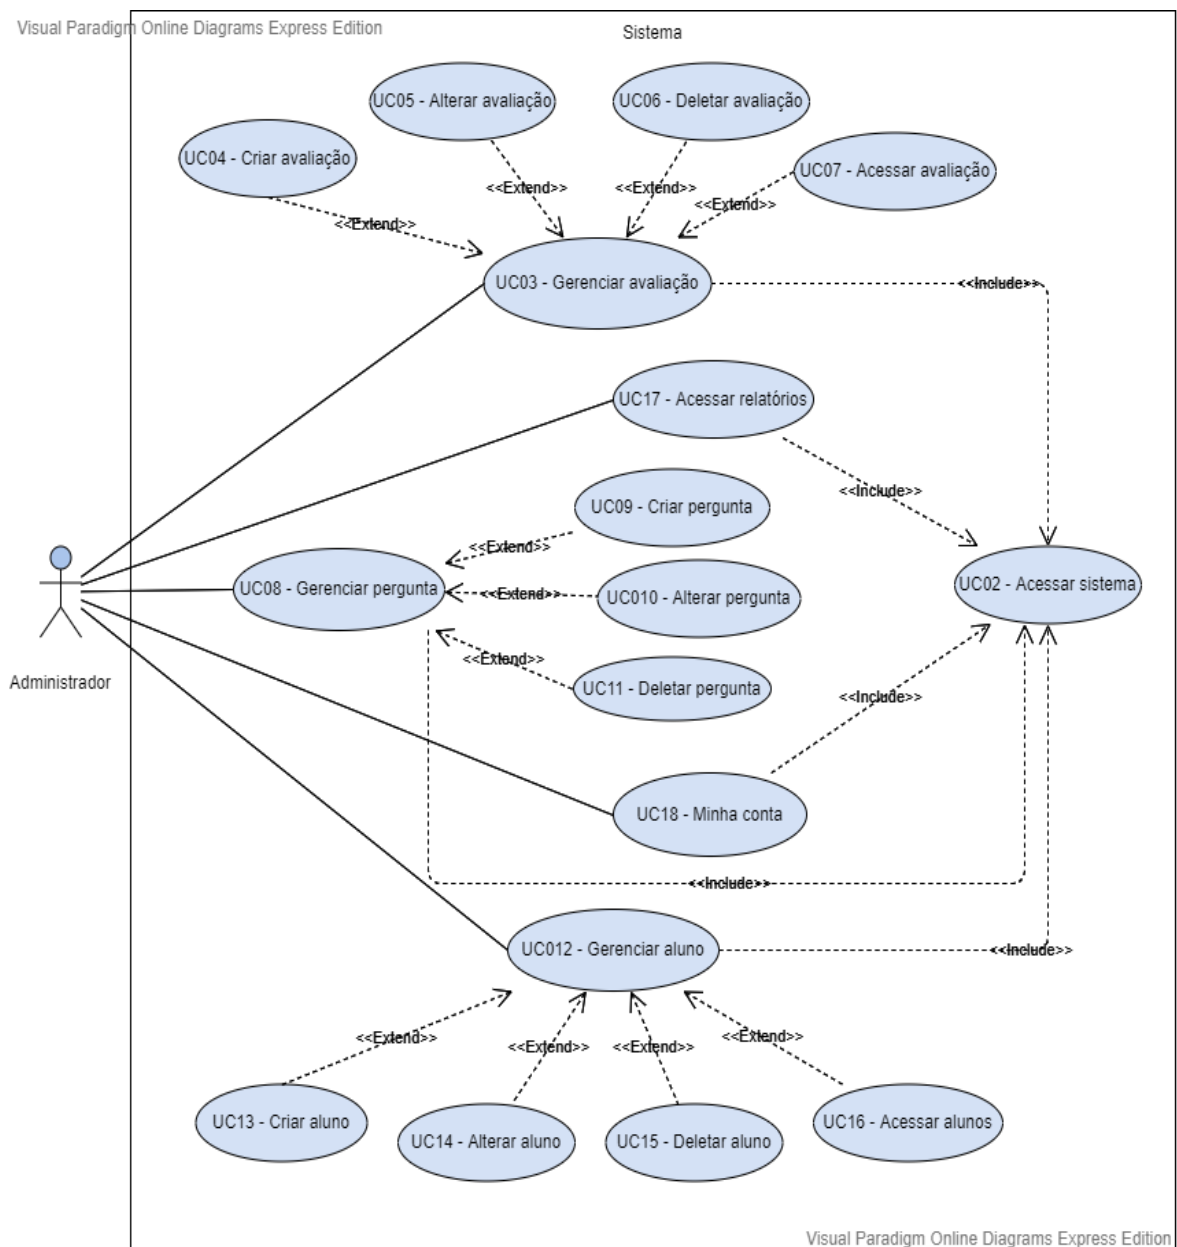 Visual Paradigm Online Diagrams Express Edition
Sistema
UC05 - Alterar avaliação
UC06 - Deletar avaliação
UC04 - Criar avaliação
UC07 - Acessar avaliação
<<Extend>>
<<Extend>>
<<Extend>>
<<Extend>>
UC03 - Gerenciar avaliação
<<Include>>
UC17 - Acessar relatórios
<<Include>>
UC09 - Criar pergunta
<<Extend>>
UC08 - Gerenciar pergunta
<<Extend>>
UC010 - Alterar pergunta
UC02 - Acessar sistema
<<Extend>>
UC11 - Deletar pergunta
Administrador
<<Include>>
UC18 - Minha conta
<<Include>>
UC012 - Gerenciar aluno
<<Include>>
<<Extend>>
<<Extend>>
<<Extend>>
<<Extend>>
UC13 - Criar aluno
UC14 - Alterar aluno
UC15 - Deletar aluno
UC16 - Acessar alunos
Visual Paradigm Online Diagrams Express Edition